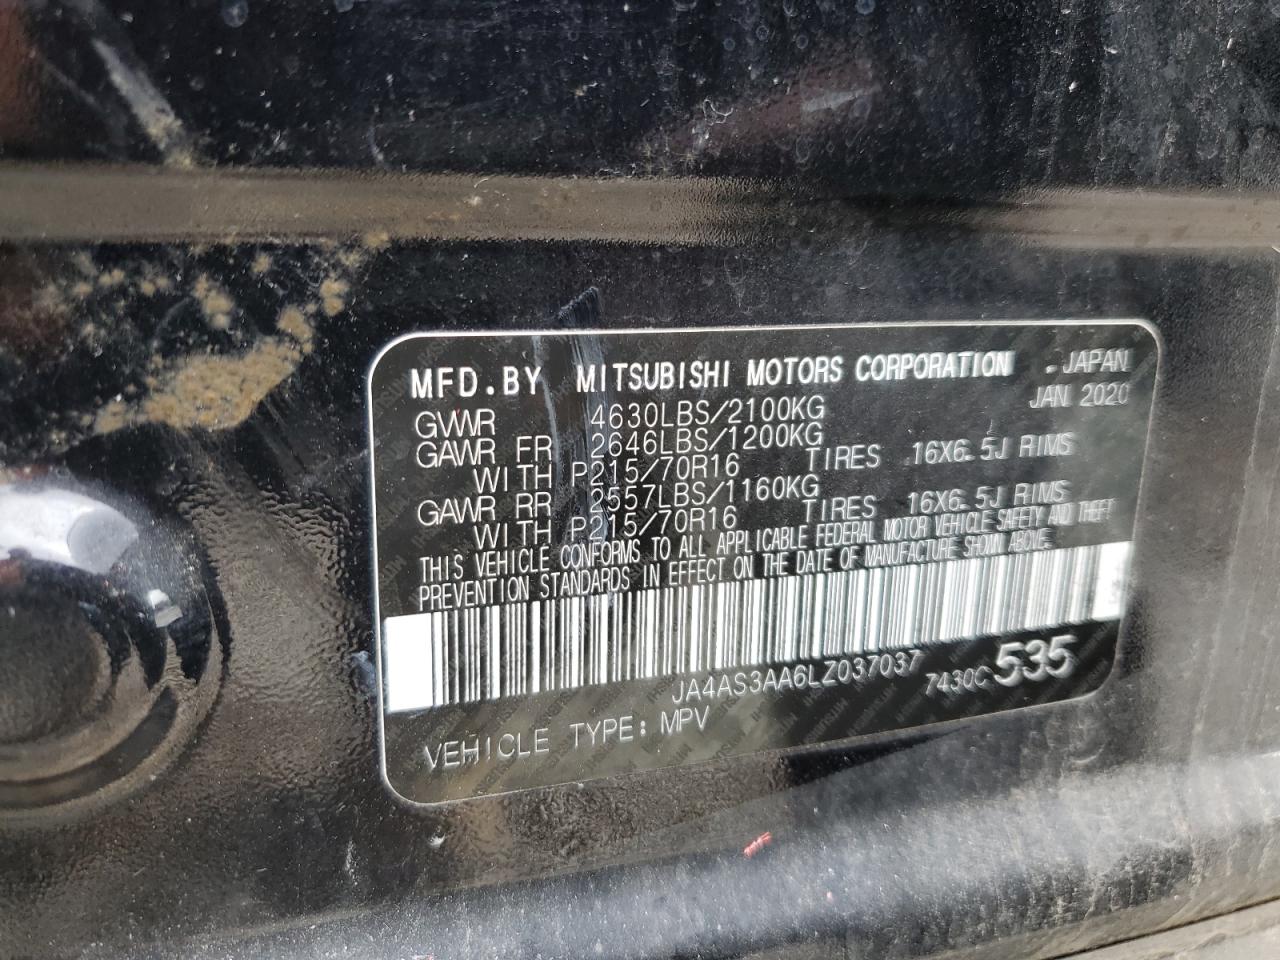 MFD.BY MITSUBISHI MOTORS CORPORATION . JAPAN
JAN 2020
GVWR 4630LBS/2100KG
GAWR FR 2646LBS/1200KG
WITH P215/70R16 TIRES 16X6.5J RIMS
GAWR RR 2557LBS/1160KG
WITH P215/70R16 TIRES 16X6.5J RIMS
THIS VEHICLE CONFORMS TO ALL APPLICABLE FEDERAL MOTOR VEHICLE SAFETY AND THEFT
PREVENTION STANDARDS IN EFFECT ON THE DATE OF MANUFACTURE SHOWN ABOVE.
JA4AS3AA6LZ037037 7430C 535
VEHICLE TYPE: MPV